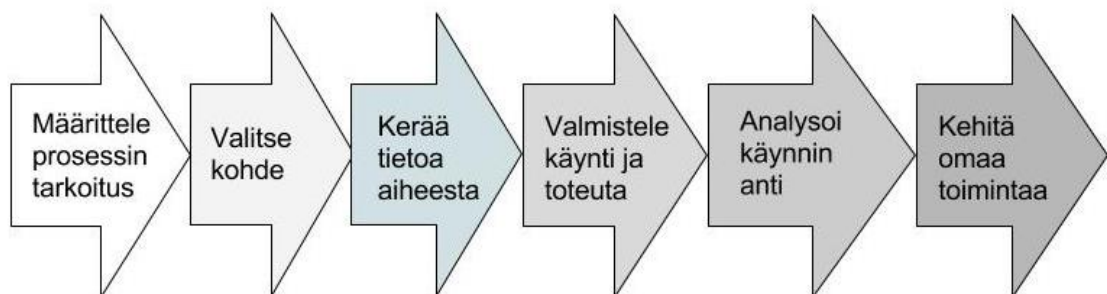 Määrittele
prosessin
tarkoitus
Valitse
kohde
Kerää
tietoa
aiheesta
Valmistele
käynti ja
toteuta
Analysoi
käynnin
anti
Kehitä
omaa
toimintaa